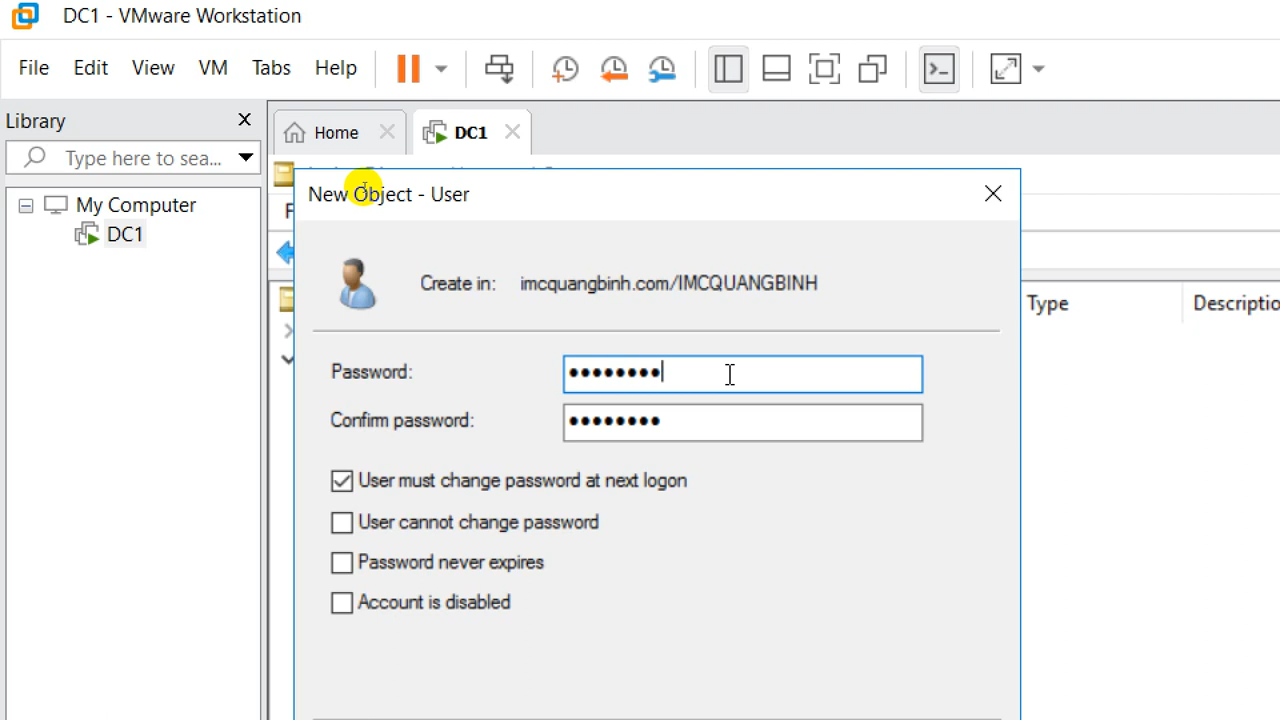 DC1 - VMware Workstation
File Edit View VM Tabs Help
Library
Home
DC1
Type here to sea...
My Computer
DC1
New Object - User
Create in: imcquangbinh.com/IMCQUANGBINH
Type
Descriptio
Password: ••••••••
Confirm password: ••••••••
User must change password at next logon
User cannot change password
Password never expires
Account is disabled